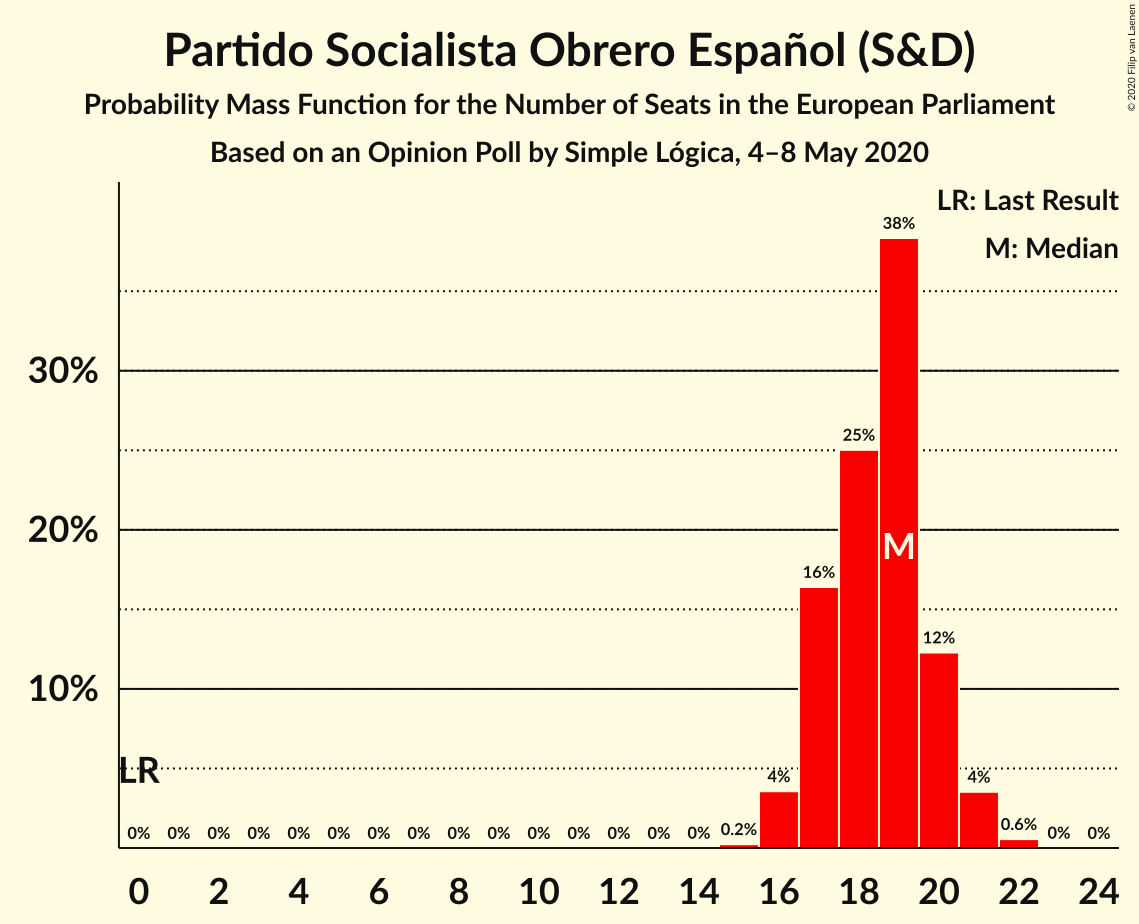 Partido Socialista Obrero Español (S&D)
Probability Mass Function for the Number of Seats in the European Parliament
Based on an Opinion Poll by Simple Lógica, 4–8 May 2020
© 2020 Filip van Laenen
LR: Last Result
M: Median
30%
20%
10%
LR
M
0% 0% 0% 0% 0% 0% 0% 0% 0% 0% 0% 0% 0% 0% 0% 0.2% 4% 16% 25% 38% 12% 4% 0.6% 0% 0%
0 2 4 6 8 10 12 14 16 18 20 22 24